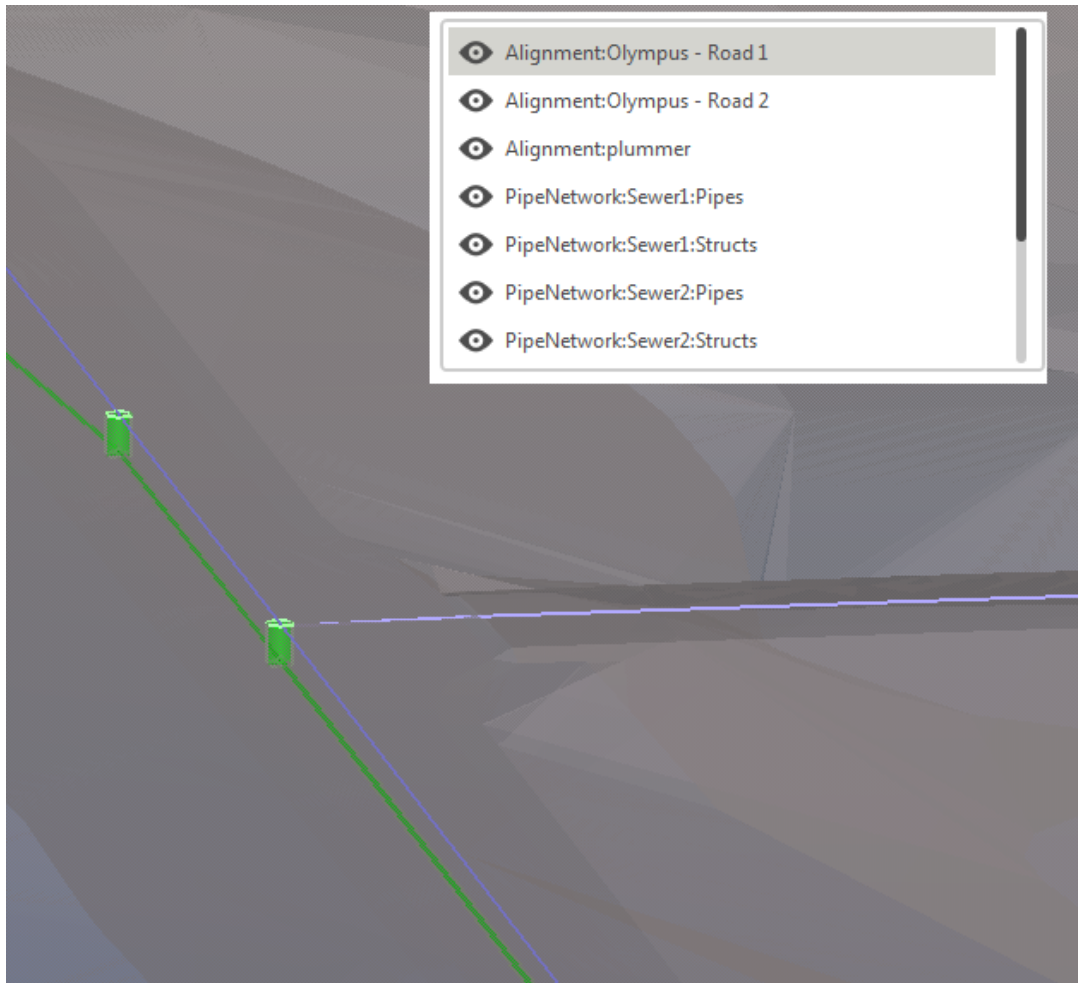 Alignment:Olympus - Road 1
Alignment:Olympus - Road 2
Alignment:plummer
PipeNetwork:Sewer1:Pipes
PipeNetwork:Sewer1:Structs
PipeNetwork:Sewer2:Pipes
PipeNetwork:Sewer2:Structs